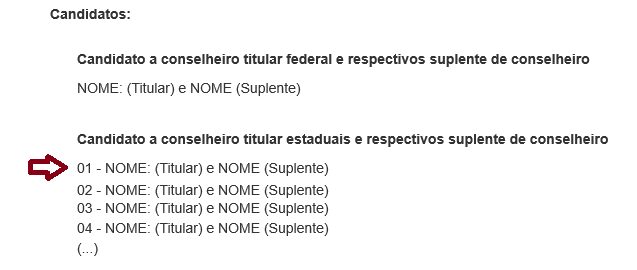 Candidatos:
Candidato a conselheiro titular federal e respectivos suplente de conselheiro
NOME: (Titular) e NOME (Suplente)
Candidato a conselheiro titular estaduais e respectivos suplente de conselheiro
01 - NOME: (Titular) e NOME (Suplente)
02 - NOME: (Titular) e NOME (Suplente)
03 - NOME: (Titular) e NOME (Suplente)
04 - NOME: (Titular) e NOME (Suplente)
(...)